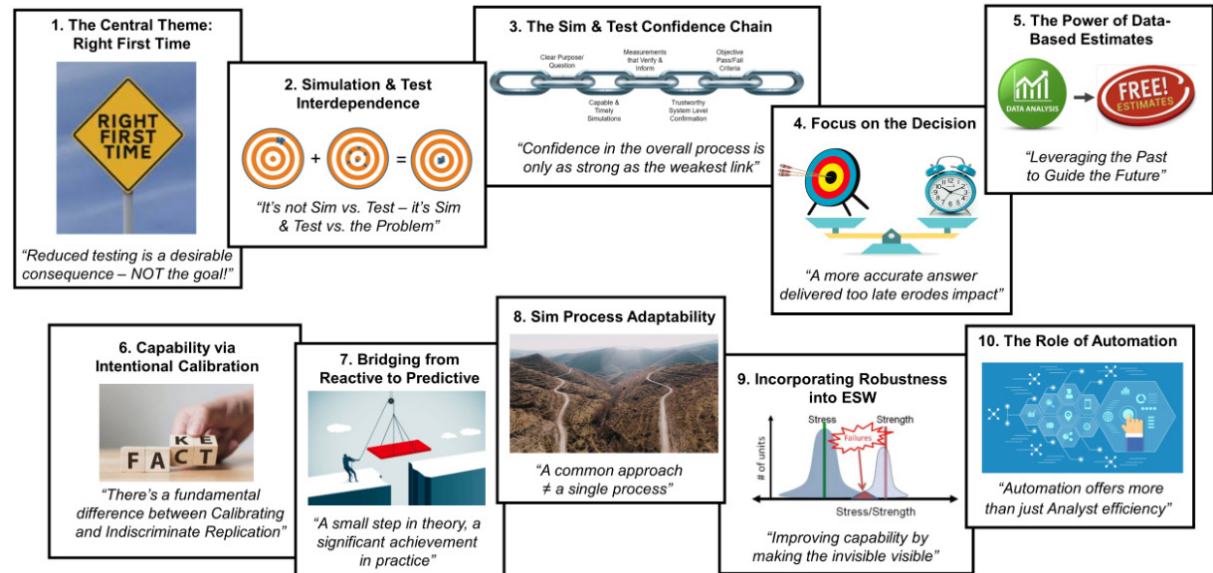 1. The Central Theme:
Right First Time
RIGHT
FIRST
TIME
“Reduced testing is a desirable
consequence – NOT the goal!”
2. Simulation & Test
Interdependence
+
=
“It’s not Sim vs. Test – it’s Sim
& Test vs. the Problem”
3. The Sim & Test Confidence Chain
Clear Purpose/
Question
Measurements
that Verify &
Inform
Objective
Pass/Fail
Criteria
Capable &
Timely
Simulations
Trustworthy
System Level
Confirmation
“Confidence in the overall process is
only as strong as the weakest link”
4. Focus on the Decision
“A more accurate answer
delivered too late erodes impact”
5. The Power of Data-
Based Estimates
DATA ANALYSIS
FREE!
ESTIMATES
“Leveraging the Past
to Guide the Future”
6. Capability via
Intentional Calibration
K E
F A C T
“There’s a fundamental
difference between Calibrating
and Indiscriminate Replication”
7. Bridging from
Reactive to Predictive
“A small step in theory, a
significant achievement
in practice”
8. Sim Process Adaptability
“A common approach
≠ a single process”
9. Incorporating Robustness
into ESW
Stress
Strength
Failures
# of units
Stress/Strength
“Improving capability by
making the invisible visible”
10. The Role of Automation
“Automation offers more
than just Analyst efficiency”